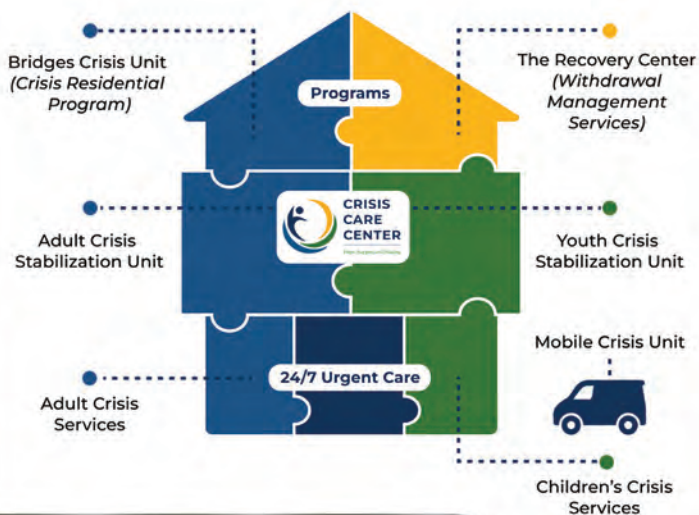 Bridges Crisis Unit
(Crisis Residential
Program)
Programs
The Recovery Center
(Withdrawal
Management
Services)
Adult Crisis
Stabilization Unit
CRISIS
CARE
CENTER
Youth Crisis
Stabilization Unit
Mobile Crisis Unit
24/7 Urgent Care
Adult Crisis
Services
Children's Crisis
Services